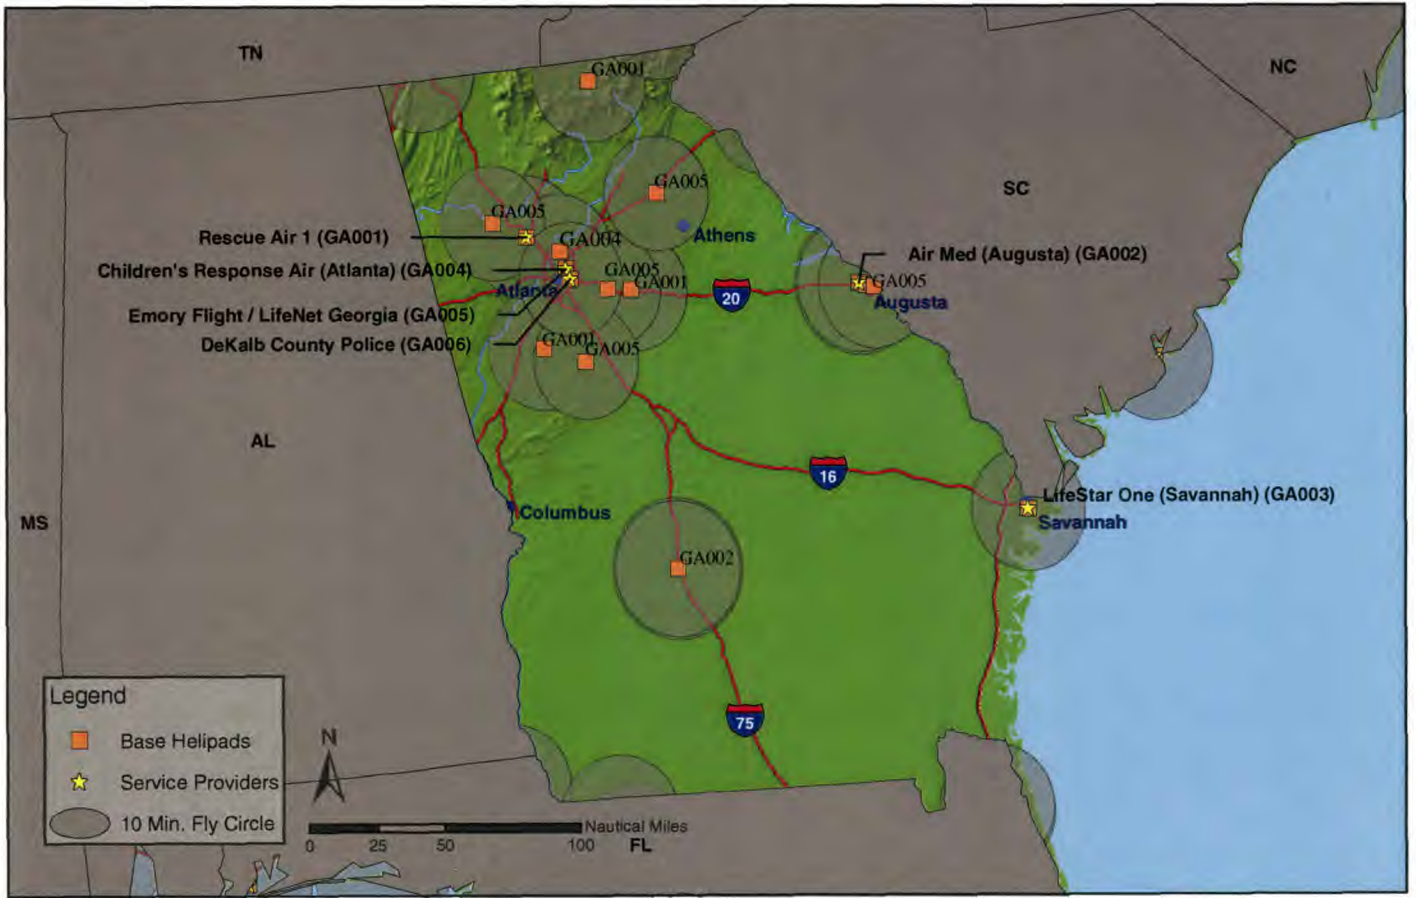 TN
NC
GA001
SC
GA005
GA005
Rescue Air 1 (GA001)
GA004
Athens
Air Med (Augusta) (GA002)
Children's Response Air (Atlanta) (GA004)
GA005
GA001
GA005
Atlanta
20
Augusta
Emory Flight / LifeNet Georgia (GA005)
DeKalb County Police (GA006)
GA001
GA005
AL
16
LifeStar One (Savannah) (GA003)
Columbus
MS
Savannah
GA002
Legend
Base Helipads
Service Providers
10 Min. Fly Circle
75
N
Nautical Miles
0 25 50 100
FL